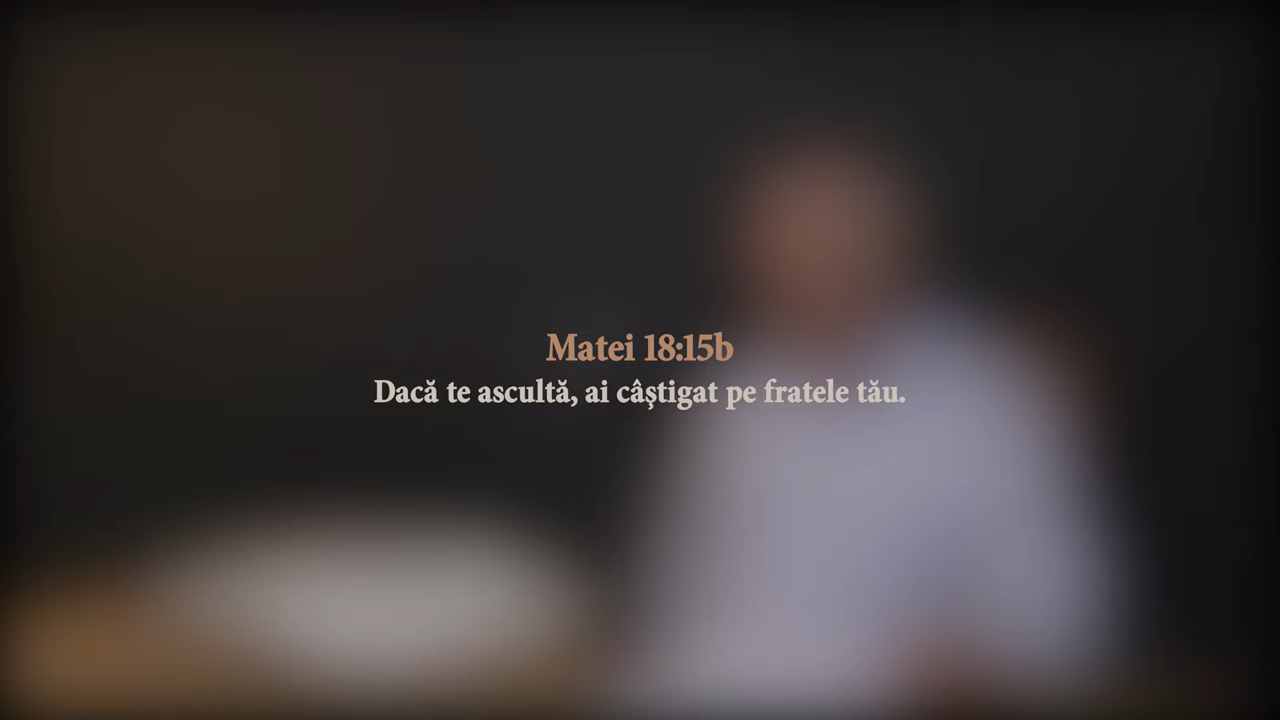 Matei 18:15b
Dacă te ascultă, ai câştigat pe fratele tău.